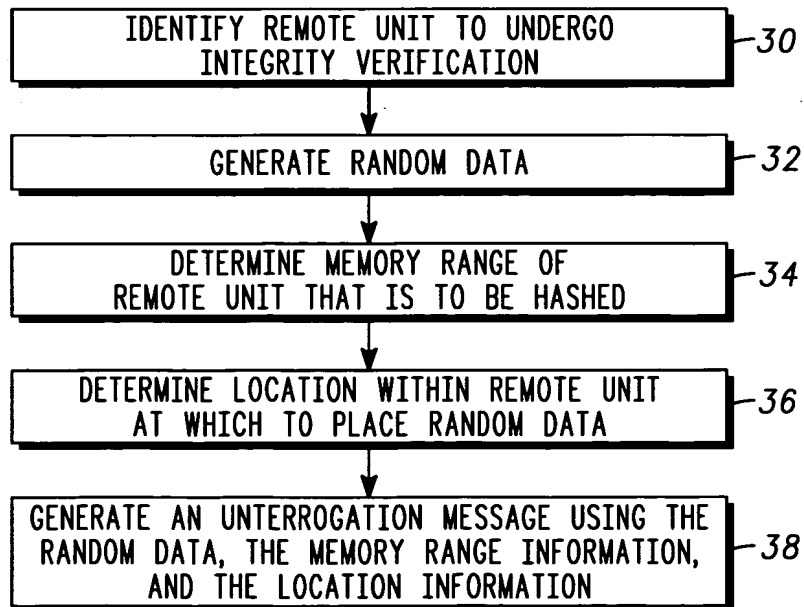 IDENTIFY REMOTE UNIT TO UNDERGO
INTEGRITY VERIFICATION
30
GENERATE RANDOM DATA
32
DETERMINE MEMORY RANGE OF
REMOTE UNIT THAT IS TO BE HASHED
34
DETERMINE LOCATION WITHIN REMOTE UNIT
AT WHICH TO PLACE RANDOM DATA
36
GENERATE AN UNTERROGATION MESSAGE USING THE
RANDOM DATA, THE MEMORY RANGE INFORMATION,
AND THE LOCATION INFORMATION
38